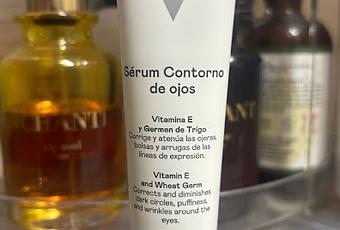 Sérum Contorno
de ojos
Vitamina E
y Germen de Trigo
Corrige y atenúa las ojeras,
bolsas y arrugas de las
líneas de expresión.
Vitamin E
and Wheat Germ
Corrects and diminishes
dark circles, puffiness,
and wrinkles around the
eyes.